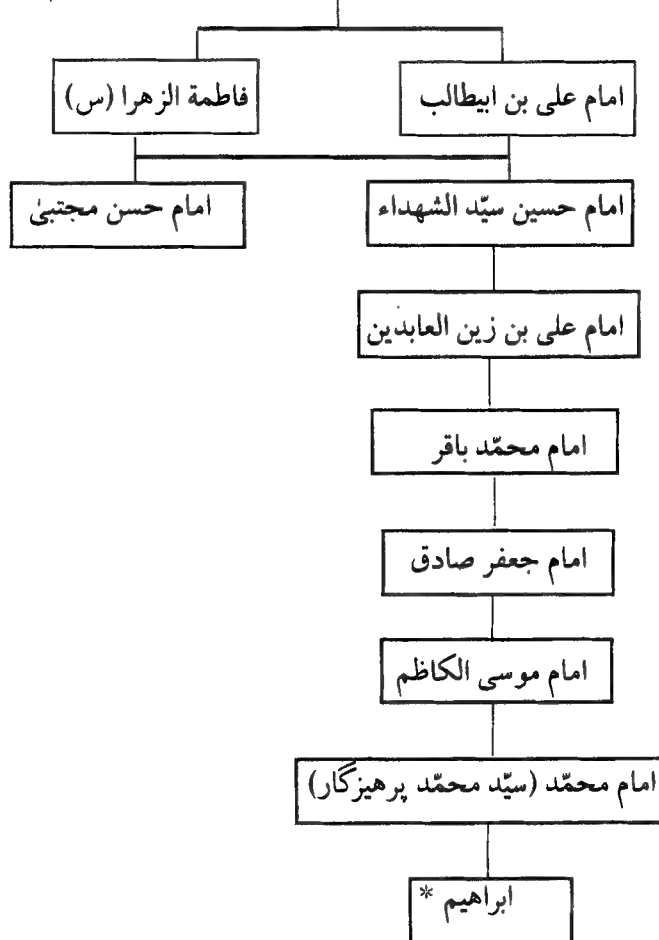 امام علی بن ابیطالب
فاطمة الزهرا (س)
امام حسین سیّد الشهداء
امام حسن مجتبیٰ
امام علی بن زین العابدین
امام محمّد باقر
امام جعفر صادق
امام موسی الکاظم
امام محمّد (سیّد محمّد پرهیزگار)
ابراهیم *